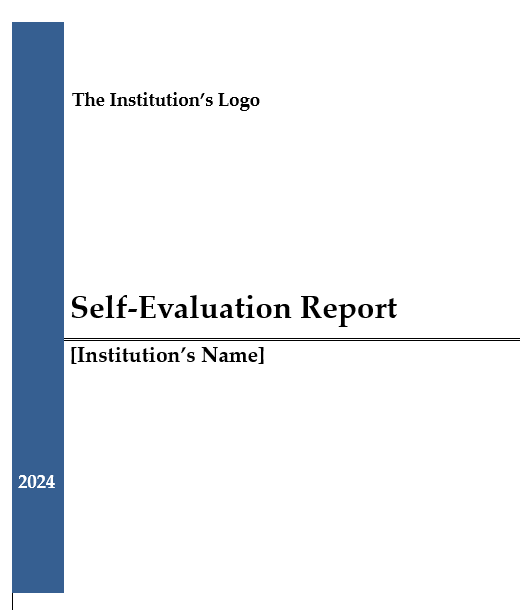 The Institution’s Logo
Self-Evaluation Report
[Institution’s Name]
2024